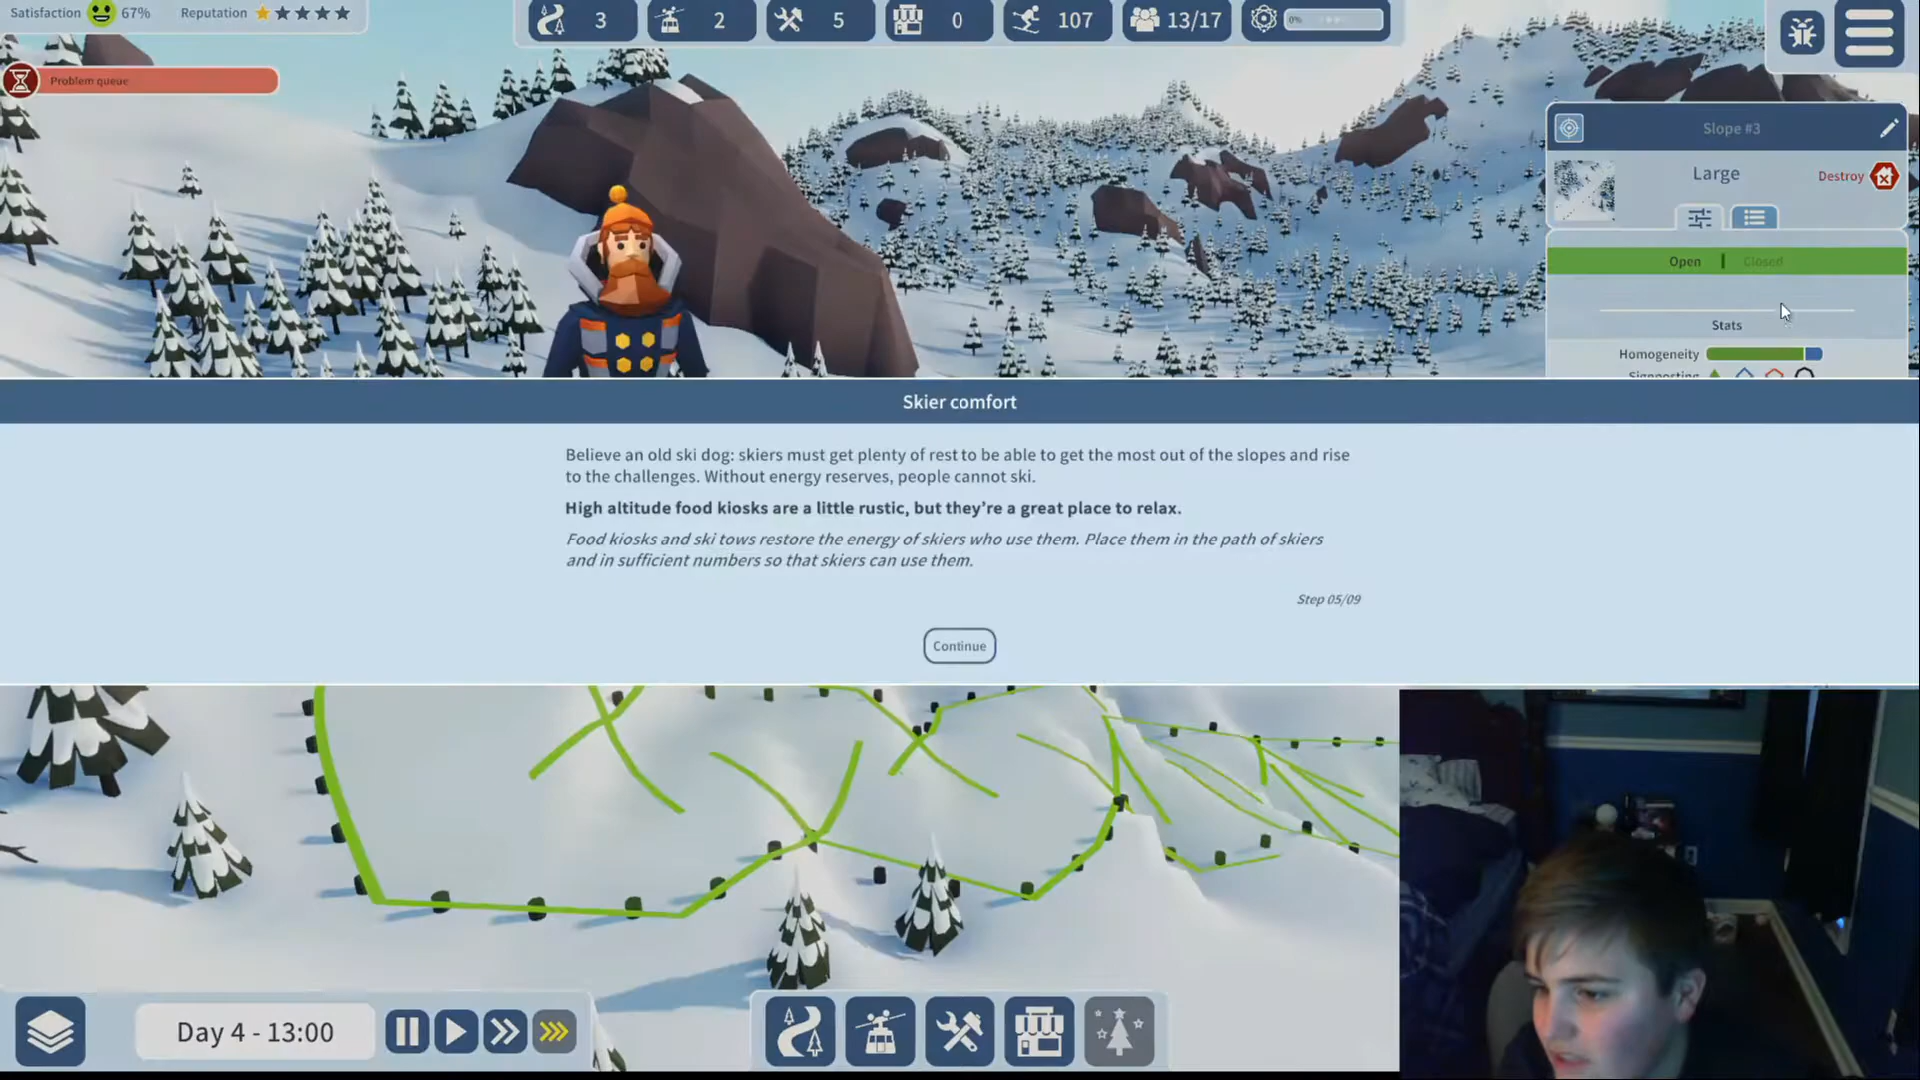 Satisfaction 67% Reputation
3 2 5 0 107 13/17 0%
Problem queue
Slope #3
Large Destroy
Open | Closed
Stats
Homogeneity
Signposting
Skier comfort
Believe an old ski dog: skiers must get plenty of rest to be able to get the most out of the slopes and rise
to the challenges. Without energy reserves, people cannot ski.
High altitude food kiosks are a little rustic, but they're a great place to relax.
Food kiosks and ski tows restore the energy of skiers who use them. Place them in the path of skiers
and in sufficient numbers so that skiers can use them.
Step 05/09
Continue
Day 4 - 13:00